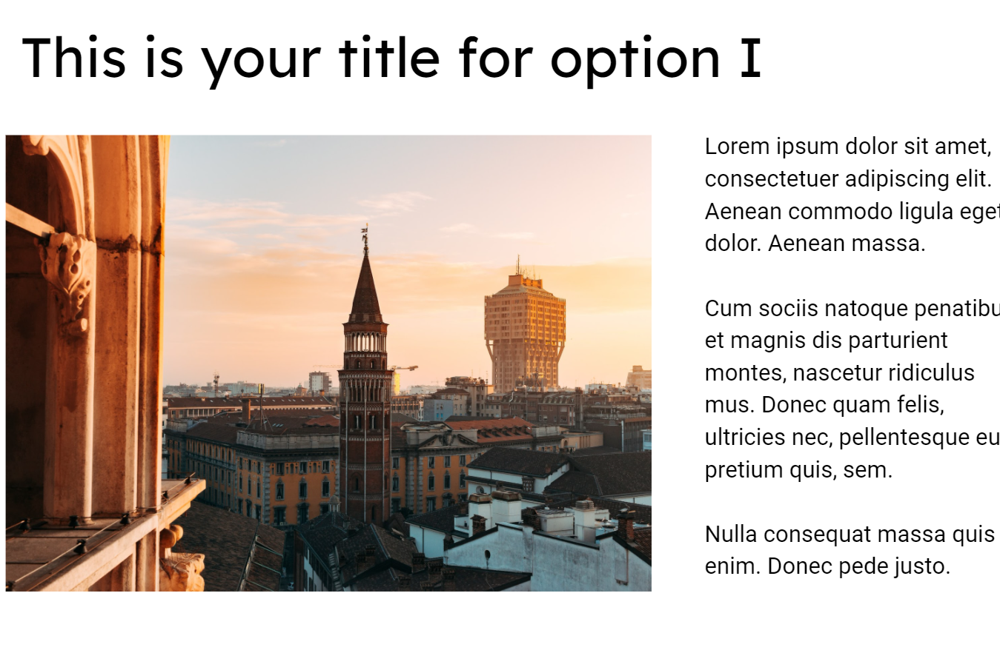 This is your title for option I
Lorem ipsum dolor sit amet,
consectetuer adipiscing elit.
Aenean commodo ligula eget
dolor. Aenean massa.
Cum sociis natoque penatibu
et magnis dis parturient
montes, nascetur ridiculus
mus. Donec quam felis,
ultricies nec, pellentesque eu
pretium quis, sem.
Nulla consequat massa quis
enim. Donec pede justo.